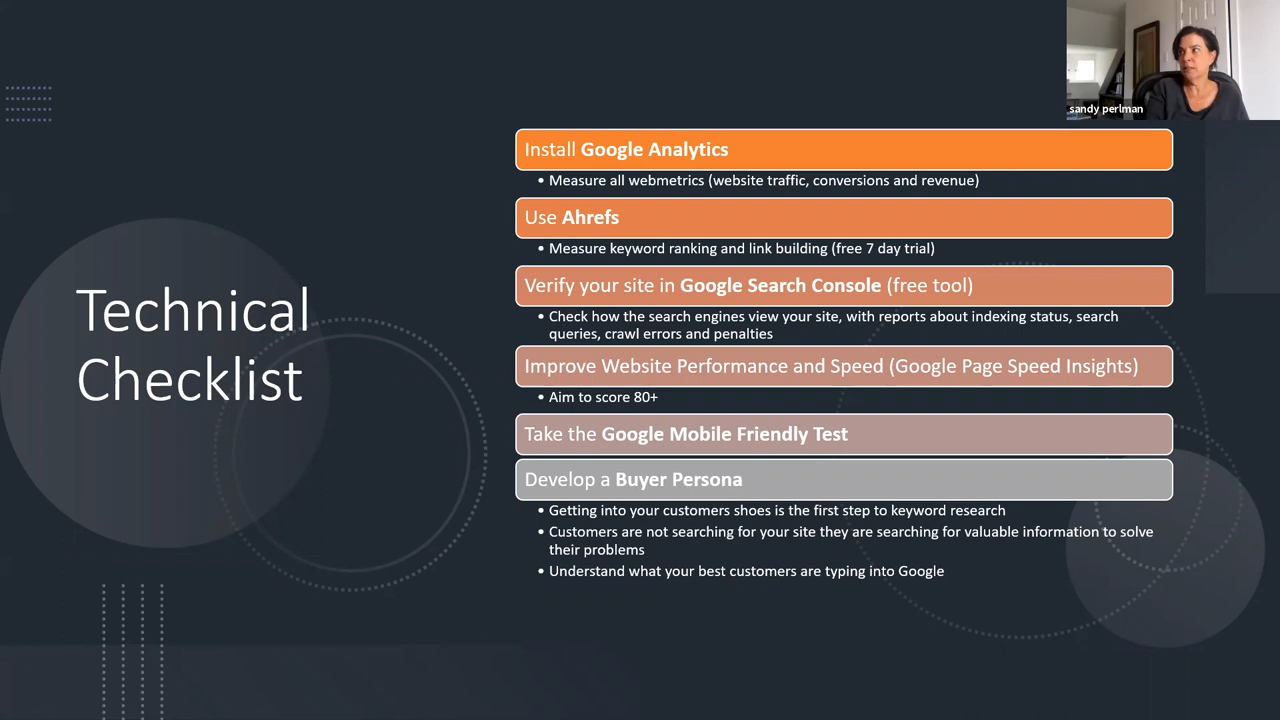 sandy perlman
Technical
Checklist
Install Google Analytics
• Measure all webmetrics (website traffic, conversions and revenue)
Use Ahrefs
• Measure keyword ranking and link building (free 7 day trial)
Verify your site in Google Search Console (free tool)
• Check how the search engines view your site, with reports about indexing status, search
queries, crawl errors and penalties
Improve Website Performance and Speed (Google Page Speed Insights)
• Aim to score 80+
Take the Google Mobile Friendly Test
Develop a Buyer Persona
• Getting into your customers shoes is the first step to keyword research
• Customers are not searching for your site they are searching for valuable information to solve
their problems
• Understand what your best customers are typing into Google